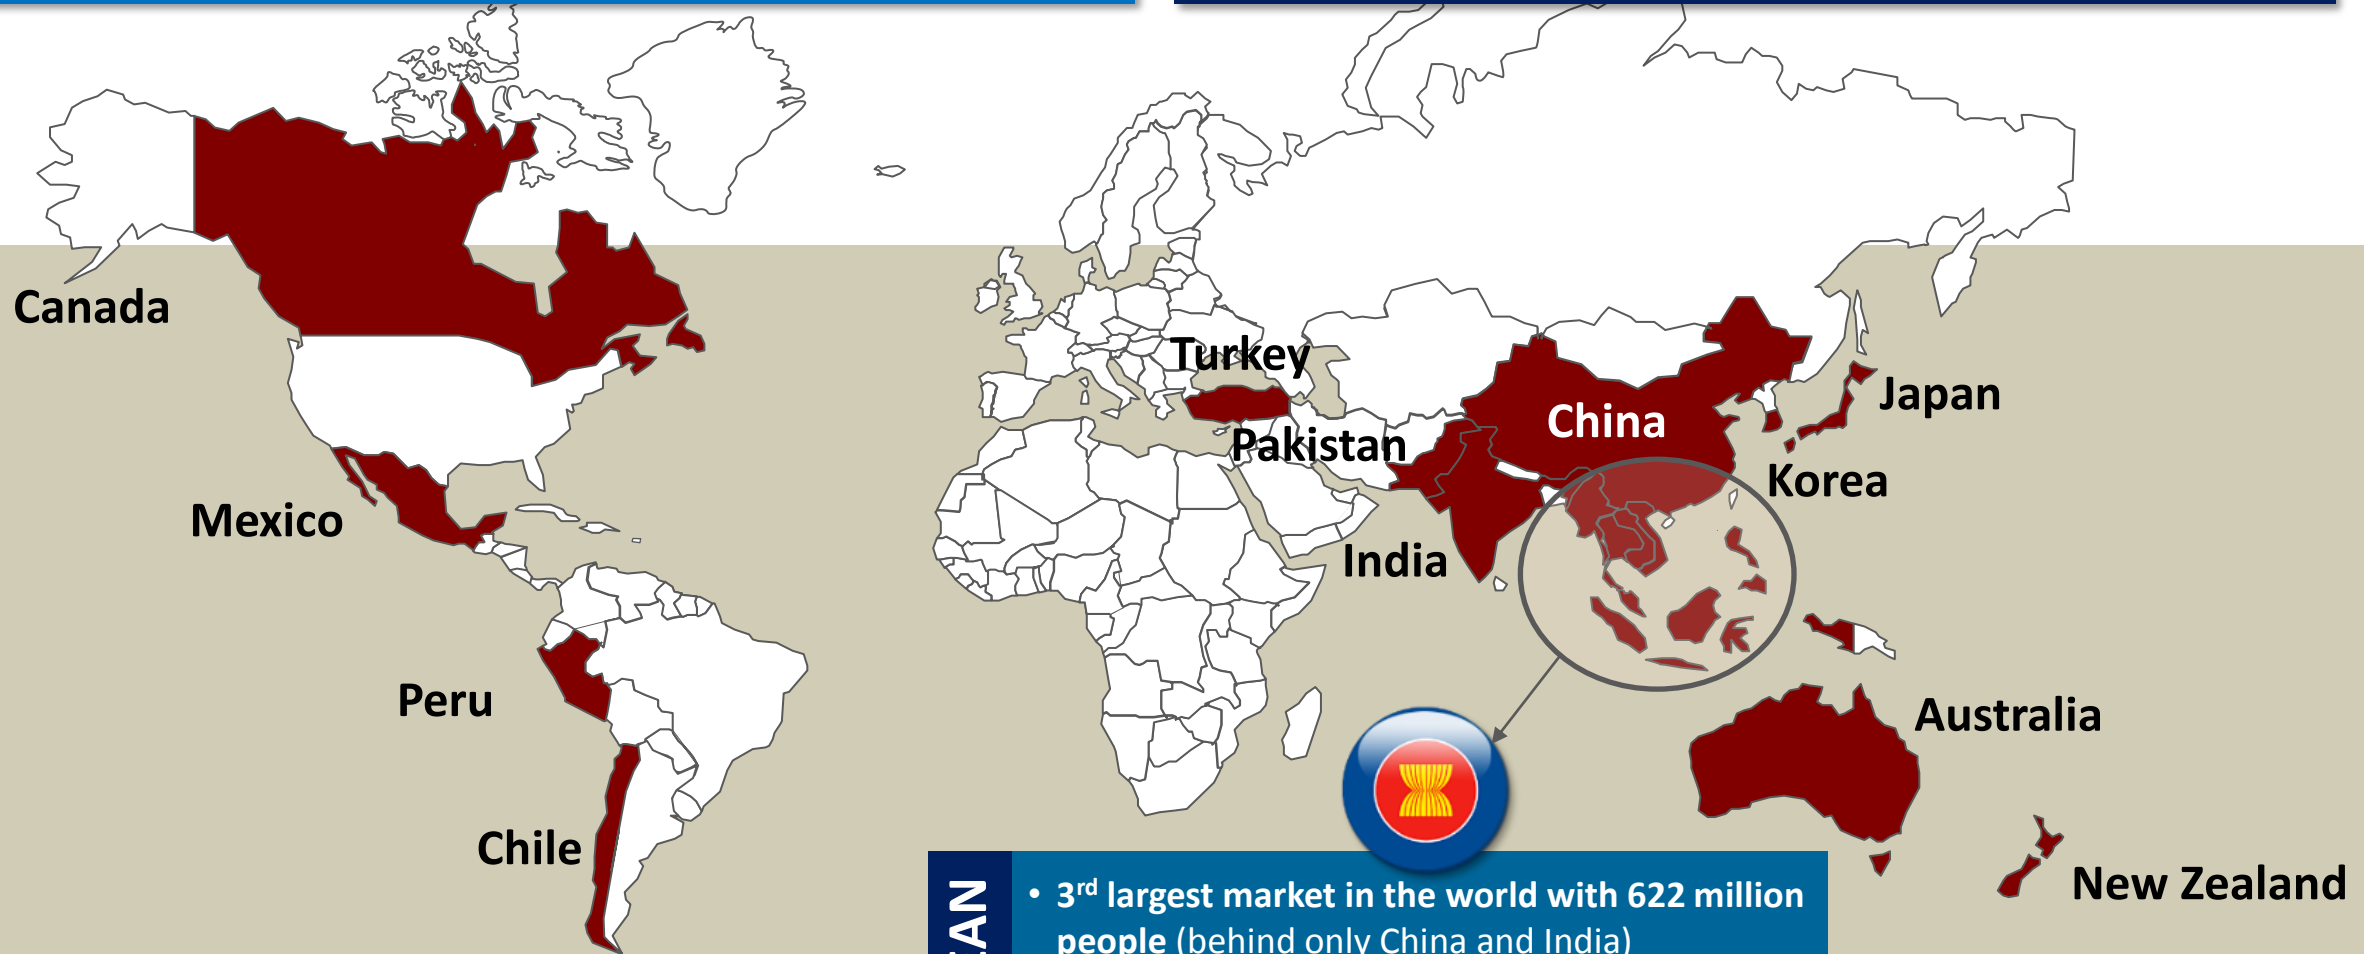 Canada
Turkey
Japan
China
Pakistan
Korea
Mexico
India
Peru
Australia
Chile
New Zealand
• 3rd largest market in the world with 622 million
people (behind only China and India)